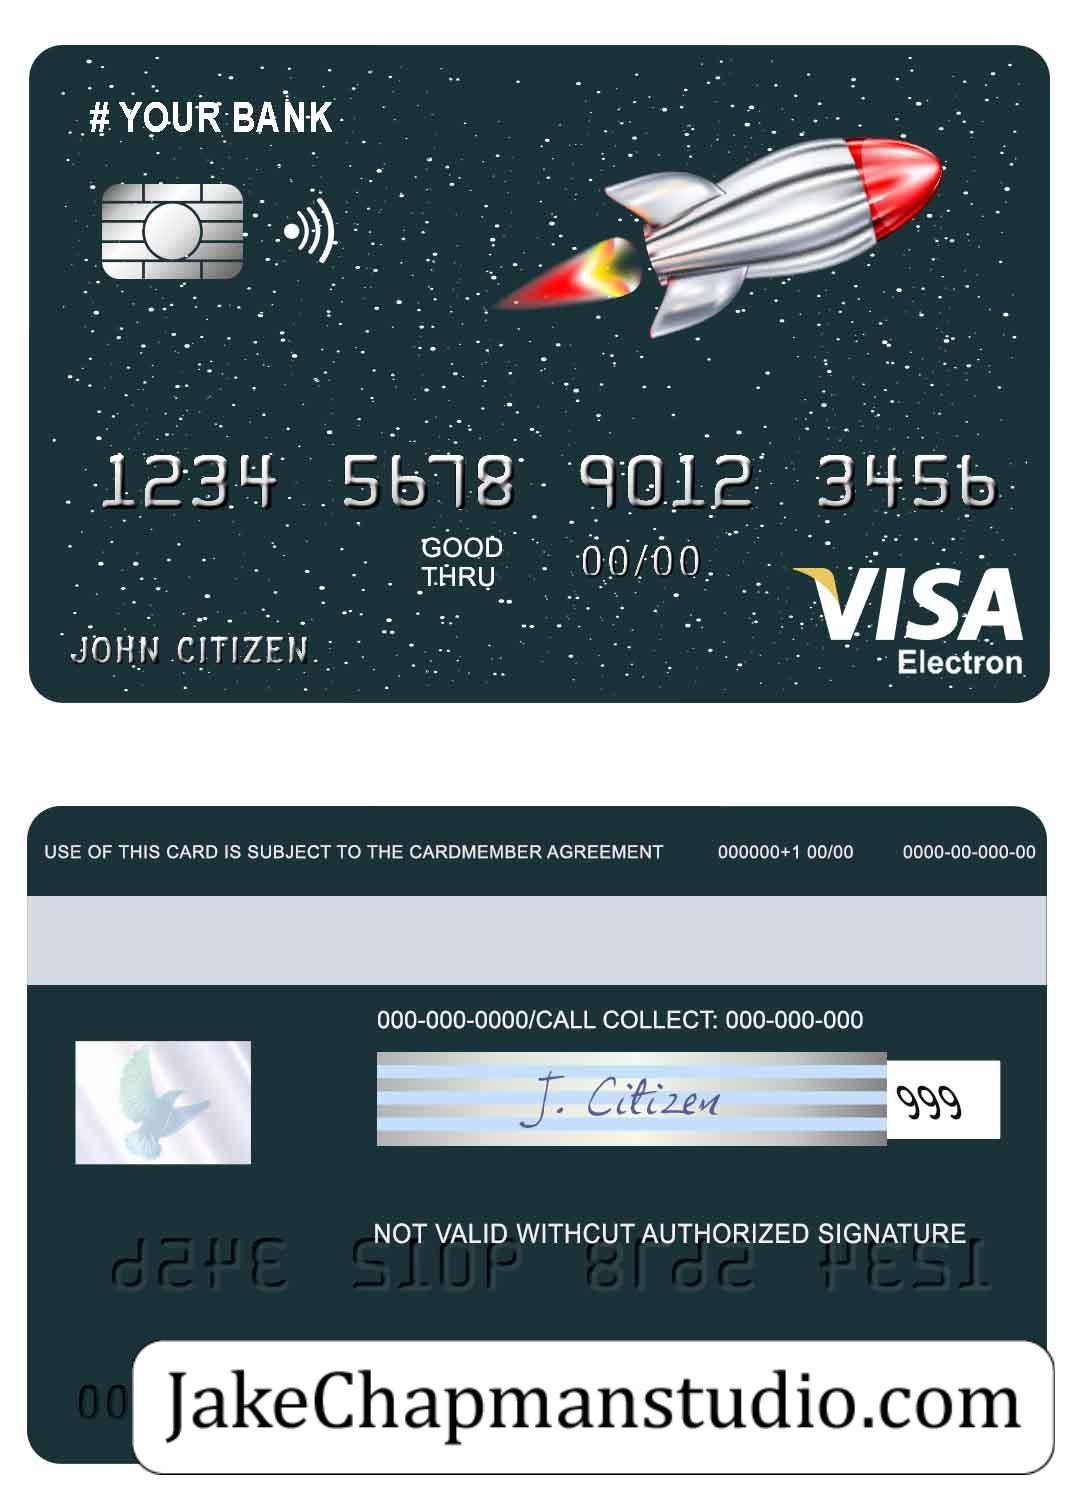 # YOUR BANK
1234 5678 9012 3456
GOOD
THRU
00/00
VISA
Electron
JOHN CITIZEN
USE OF THIS CARD IS SUBJECT TO THE CARDMEMBER AGREEMENT 000000+1 00/00 0000-00-000-00
000-000-0000/CALL COLLECT: 000-000-000
J. Citizen
999
NOT VALID WITHCUT AUTHORIZED SIGNATURE
00
JakeChapmanstudio.com